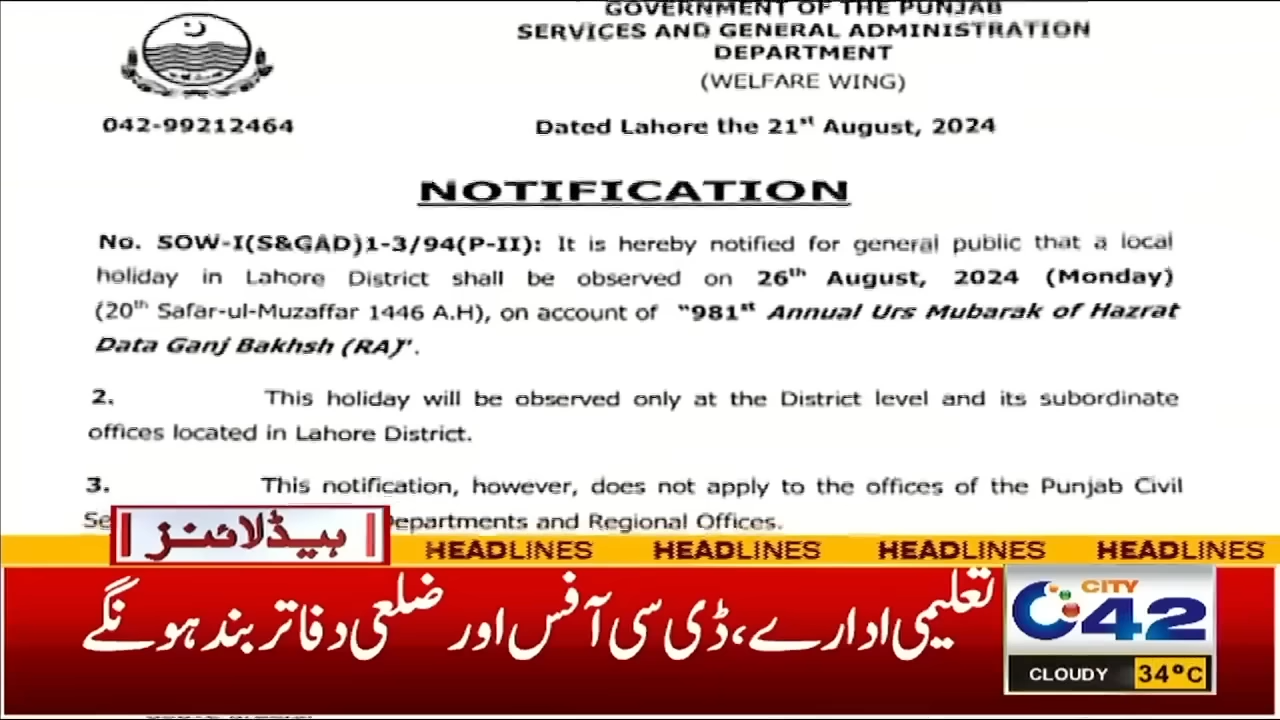 GOVERNMENT OF THE PUNJAB
SERVICES AND GENERAL ADMINISTRATION
DEPARTMENT
(WELFARE WING)
042-99212464
Dated Lahore the 21st August, 2024
NOTIFICATION
No. SOW-I(S&GAD)1-3/94(P-II): It is hereby notified for general public that a local
holiday in Lahore District shall be observed on 26th August, 2024 (Monday)
(20th Safar-ul-Muzaffar 1446 A.H), on account of "981st Annual Urs Mubarak of Hazrat
Data Ganj Bakhsh (RA)".
2. This holiday will be observed only at the District level and its subordinate
offices located in Lahore District.
3. This notification, however, does not apply to the offices of the Punjab Civil
Departments and Regional Offices.
ہیڈلائنز
HEADLINES HEADLINES HEADLINES HEADLINES
تعلیمی ادارے، ڈی سی آفس اور ضلعی دفاتر بند ہونگے
CITY
42
CLOUDY 34°C